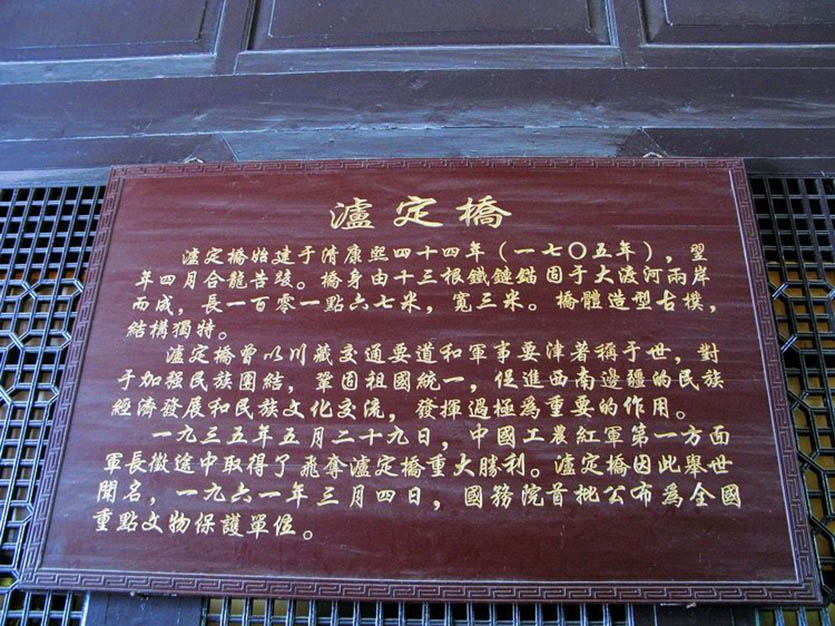 瀘定橋
瀘定橋始建于清康熙四十四年（一七〇五年），翌
年四月合龍告竣。橋身由十三根鐵鏈錨固于大渡河兩岸
而成，長一百零一點六七米，寬三米。橋體造型古樸，
結構獨特。
瀘定橋曾以川藏交通要道和軍事要津著稱于世，對
于加强民族團結，鞏固祖國統一，促進西南邊疆的民族
經濟發展和民族文化交流，發揮過極為重要的作用。
一九三五年五月二十九日，中國工農紅軍第一方面
軍長徵途中取得了飛奪瀘定橋重大勝利。瀘定橋因此舉世
聞名，一九六一年三月四日，國務院首批公布為全國
重點文物保護單位。